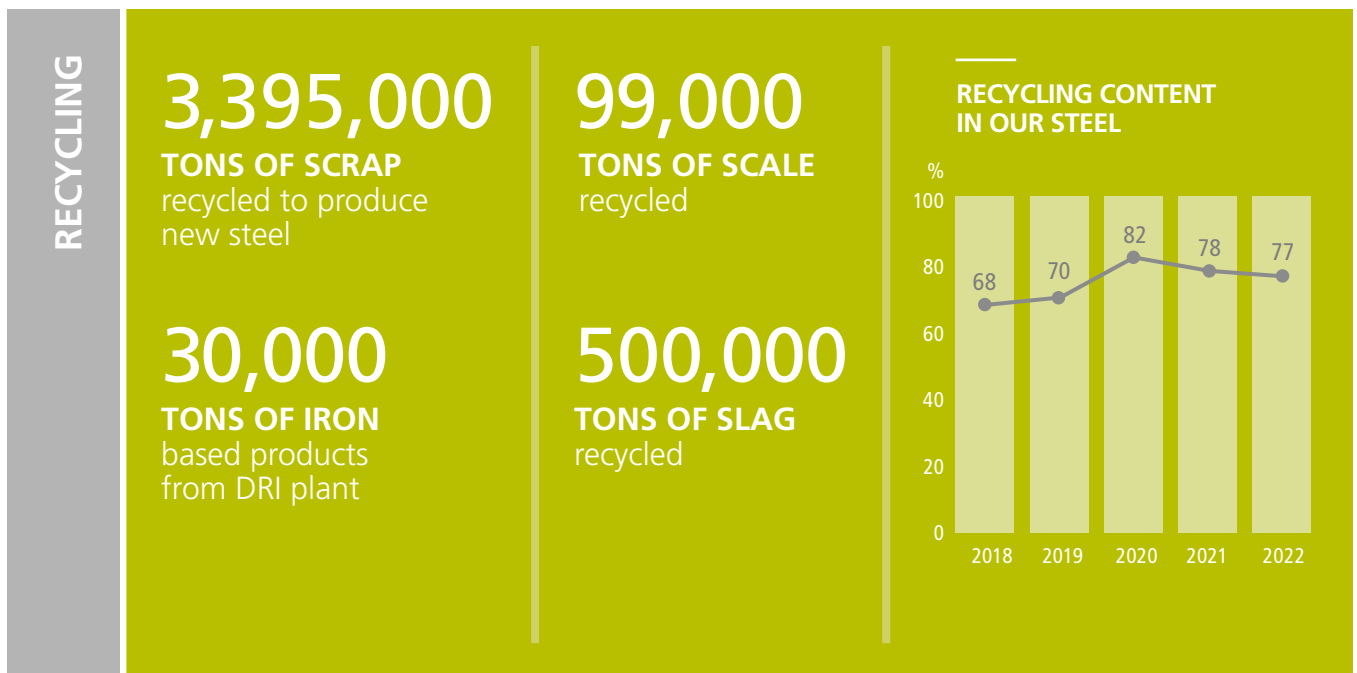 RECYCLING
3,395,000
TONS OF SCRAP
recycled to produce
new steel
30,000
TONS OF IRON
based products
from DRI plant
99,000
TONS OF SCALE
recycled
500,000
TONS OF SLAG
recycled
RECYCLING CONTENT
IN OUR STEEL
%
100
80
60
40
20
0
68
70
82
78
77
2018 2019 2020 2021 2022